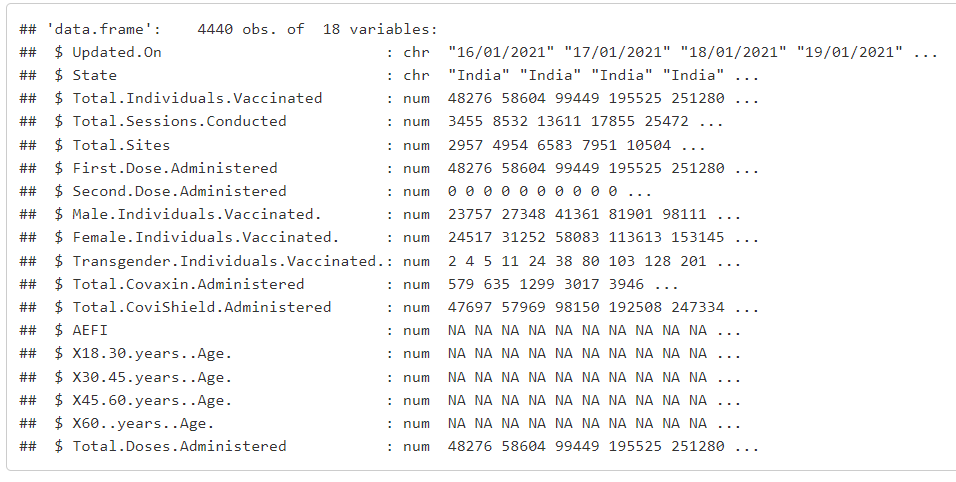 ## 'data.frame':    4440 obs. of  18 variables:
##  $ Updated.On                         : chr  "16/01/2021" "17/01/2021" "18/01/2021" "19/01/2021" ...
##  $ State                              : chr  "India" "India" "India" "India" ...
##  $ Total.Individuals.Vaccinated       : num  48276 58604 99449 195525 251280 ...
##  $ Total.Sessions.Conducted           : num  3455 8532 13611 17855 25472 ...
##  $ Total.Sites                        : num  2957 4954 6583 7951 10504 ...
##  $ First.Dose.Administered            : num  48276 58604 99449 195525 251280 ...
##  $ Second.Dose.Administered           : num  0 0 0 0 0 0 0 0 0 0 ...
##  $ Male.Individuals.Vaccinated.       : num  23757 27348 41361 81901 98111 ...
##  $ Female.Individuals.Vaccinated.     : num  24517 31252 58083 113613 153145 ...
##  $ Transgender.Individuals.Vaccinated.: num  2 4 5 11 24 38 80 103 128 201 ...
##  $ Total.Covaxin.Administered         : num  579 635 1299 3017 3946 ...
##  $ Total.CoviShield.Administered      : num  47697 57969 98150 192508 247334 ...
##  $ AEFI                               : num  NA NA NA NA NA NA NA NA NA NA ...
##  $ X18.30.years..Age.                 : num  NA NA NA NA NA NA NA NA NA NA ...
##  $ X30.45.years..Age.                 : num  NA NA NA NA NA NA NA NA NA NA ...
##  $ X45.60.years..Age.                 : num  NA NA NA NA NA NA NA NA NA NA ...
##  $ X60..years..Age.                   : num  NA NA NA NA NA NA NA NA NA NA ...
##  $ Total.Doses.Administered           : num  48276 58604 99449 195525 251280 ...